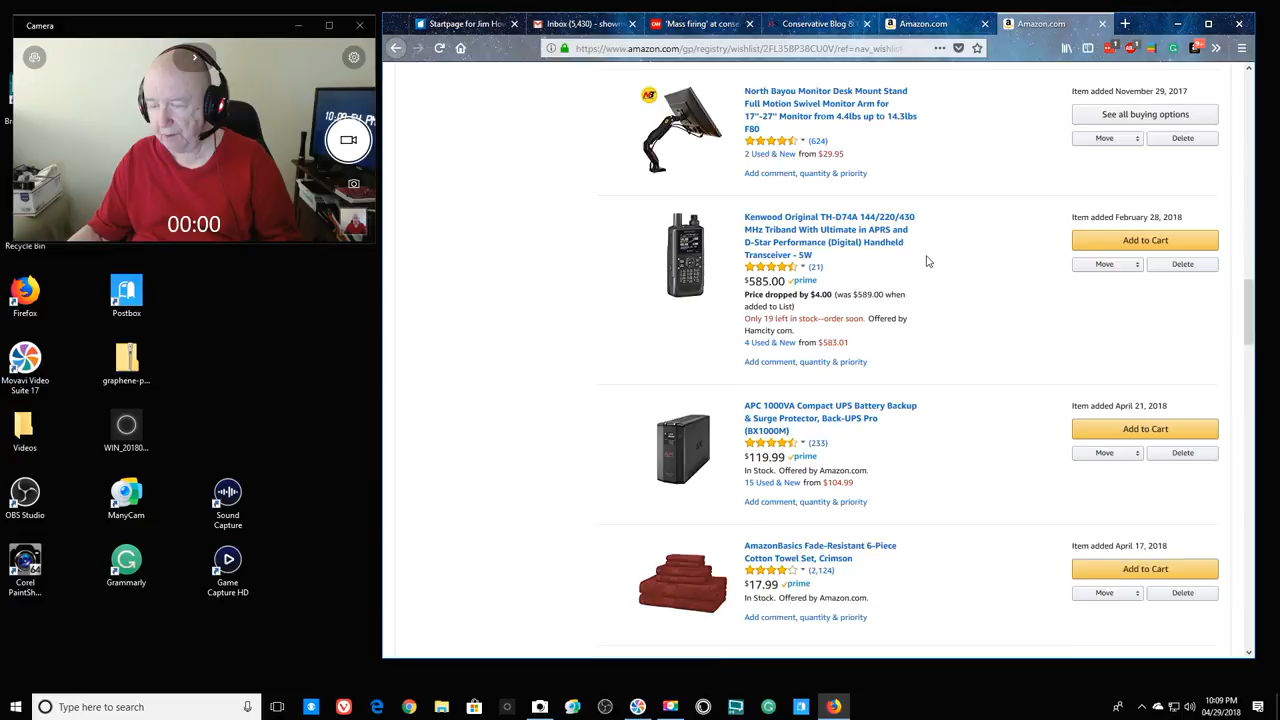 Camera
00:00
Recycle Bin
Firefox
Postbox
Movavi Video
Suite 17
graphene-p...
Videos
WIN_20180...
OBS Studio
ManyCam
Sound
Capture
Corel
PaintSh...
Grammarly
Game
Capture HD
Startpage for Jim How
Inbox (5,430) - showm
'Mass firing' at conse
Conservative Blog &
Amazon.com
Amazon.com
https://www.amazon.com/gp/registry/wishlist/2FL35BP38CU0V/ref=nav_wishlis
North Bayou Monitor Desk Mount Stand
Full Motion Swivel Monitor Arm for
17''-27'' Monitor from 4.4lbs up to 14.3lbs
F80
(624)
2 Used & New from $29.95
Add comment, quantity & priority
Item added November 29, 2017
See all buying options
Move
Delete
Kenwood Original TH-D74A 144/220/430
MHz Triband With Ultimate in APRS and
D-Star Performance (Digital) Handheld
Transceiver - 5W
(21)
$585.00 prime
Price dropped by $4.00 (was $589.00 when
added to List)
Only 19 left in stock--order soon. Offered by
Hamcity com.
4 Used & New from $583.01
Add comment, quantity & priority
Item added February 28, 2018
Add to Cart
Move
Delete
APC 1000VA Compact UPS Battery Backup
& Surge Protector, Back-UPS Pro
(BX1000M)
(233)
$119.99 prime
In Stock. Offered by Amazon.com.
15 Used & New from $104.99
Add comment, quantity & priority
Item added April 21, 2018
Add to Cart
Move
Delete
AmazonBasics Fade-Resistant 6-Piece
Cotton Towel Set, Crimson
(2,124)
$17.99 prime
In Stock. Offered by Amazon.com.
Add comment, quantity & priority
Item added April 17, 2018
Add to Cart
Move
Delete
Type here to search
10:09 PM
04/29/2018